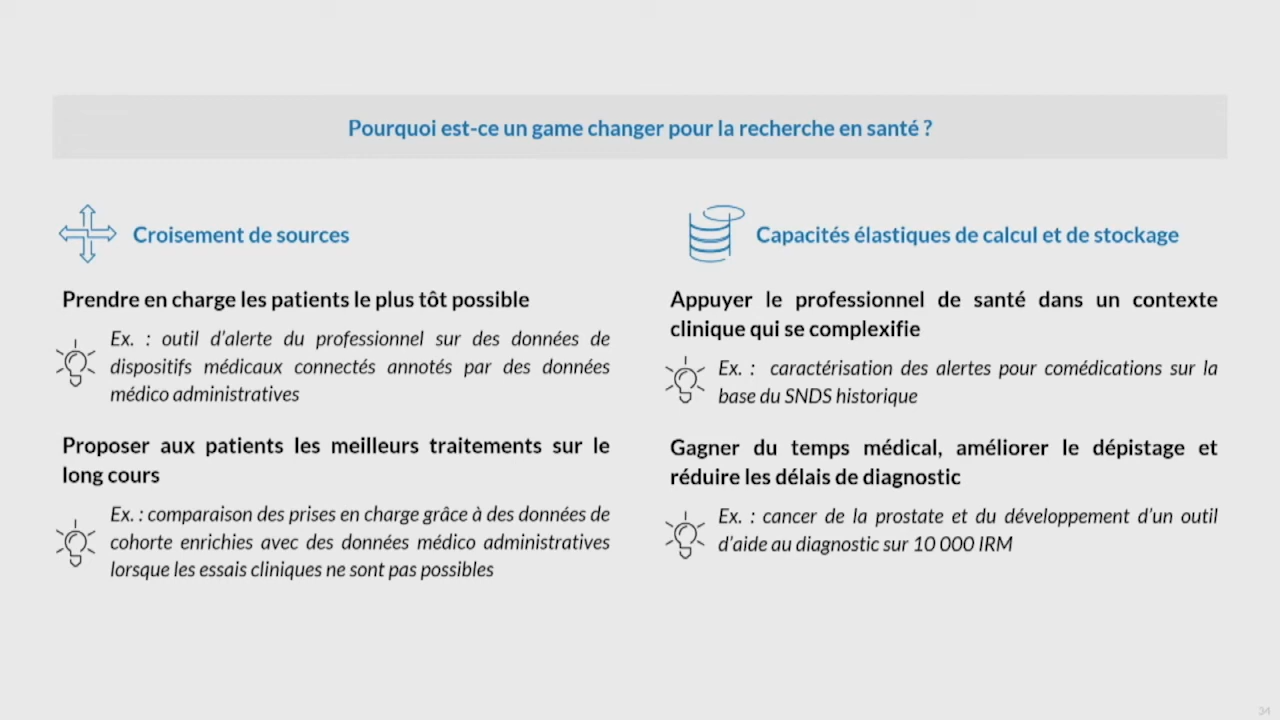 Pourquoi est-ce un game changer pour la recherche en santé ?
Croisement de sources
Prendre en charge les patients le plus tôt possible
Ex. : outil d'alerte du professionnel sur des données de
dispositifs médicaux connectés annotés par des données
médico administratives
Proposer aux patients les meilleurs traitements sur le
long cours
Ex. : comparaison des prises en charge grâce à des données de
cohorte enrichies avec des données médico administratives
lorsque les essais cliniques ne sont pas possibles
Capacités élastiques de calcul et de stockage
Appuyer le professionnel de santé dans un contexte
clinique qui se complexifie
Ex. : caractérisation des alertes pour comédications sur la
base du SNDS historique
Gagner du temps médical, améliorer le dépistage et
réduire les délais de diagnostic
Ex. : cancer de la prostate et du développement d'un outil
d'aide au diagnostic sur 10 000 IRM
34